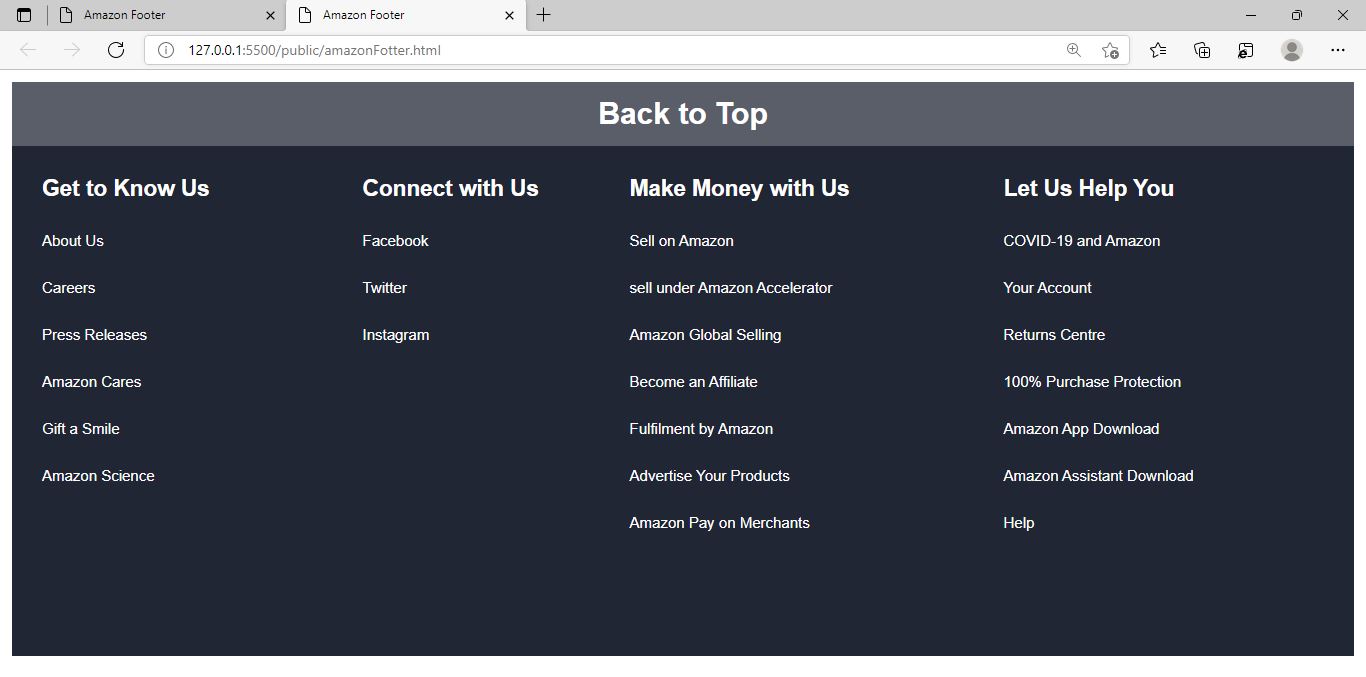 Amazon Footer
Amazon Footer
127.0.0.1:5500/public/amazonFotter.html
Back to Top
Get to Know Us
About Us
Careers
Press Releases
Amazon Cares
Gift a Smile
Amazon Science
Connect with Us
Facebook
Twitter
Instagram
Make Money with Us
Sell on Amazon
sell under Amazon Accelerator
Amazon Global Selling
Become an Affiliate
Fulfilment by Amazon
Advertise Your Products
Amazon Pay on Merchants
Let Us Help You
COVID-19 and Amazon
Your Account
Returns Centre
100% Purchase Protection
Amazon App Download
Amazon Assistant Download
Help